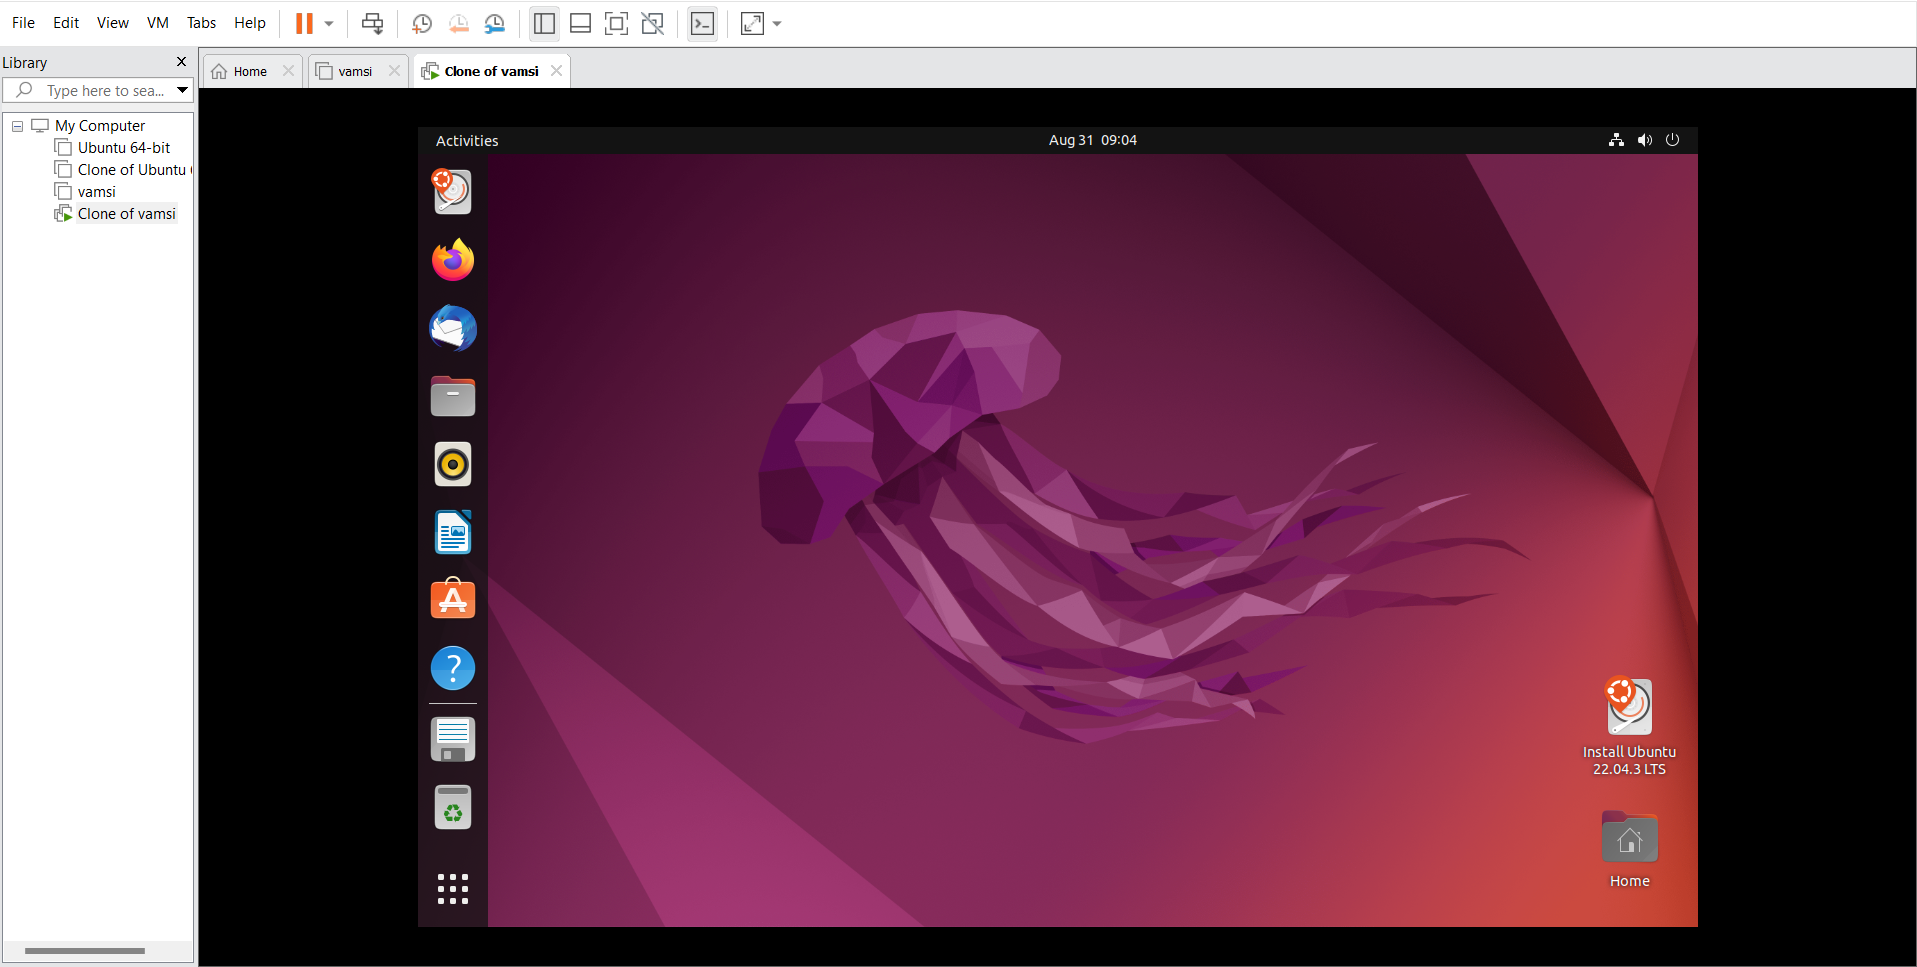 File Edit View VM Tabs Help
Library
Type here to sea...
Home
vamsi
Clone of vamsi
My Computer
Ubuntu 64-bit
Clone of Ubuntu
vamsi
Clone of vamsi
Activities
Aug 31 09:04
Install Ubuntu
22.04.3 LTS
Home